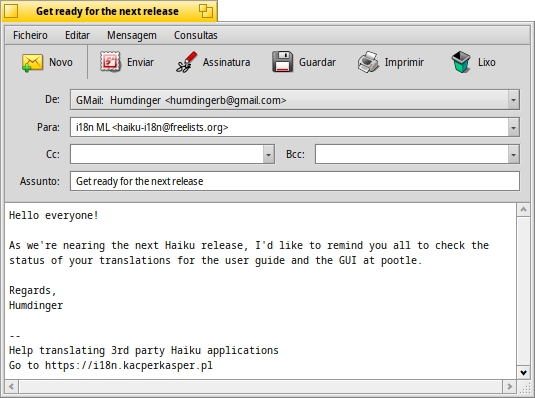 Get ready for the next release
Ficheiro Editar Mensagem Consultas
Novo Enviar Assinatura Guardar Imprimir Lixo
De: GMail: Humdinger <humdingerb@gmail.com>
Para: i18n ML <haiku-i18n@freelists.org>
Cc: Bcc:
Assunto: Get ready for the next release
Hello everyone!
As we're nearing the next Haiku release, I'd like to remind you all to check the
status of your translations for the user guide and the GUI at pootle.
Regards,
Humdinger
--
Help translating 3rd party Haiku applications
Go to https://i18n.kacperkasper.pl